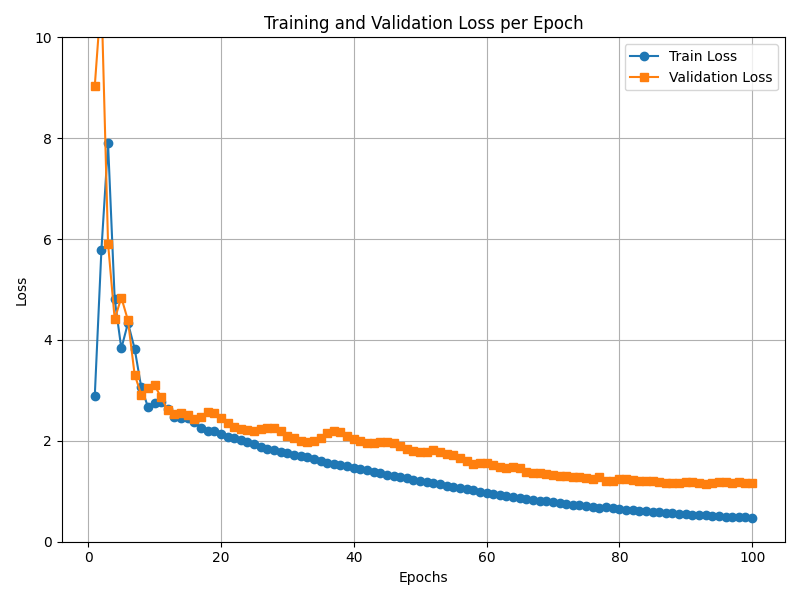 Training and Validation Loss per Epoch
Train Loss
Validation Loss
Loss
10
8
6
4
2
0
0 20 40 60 80 100
Epochs